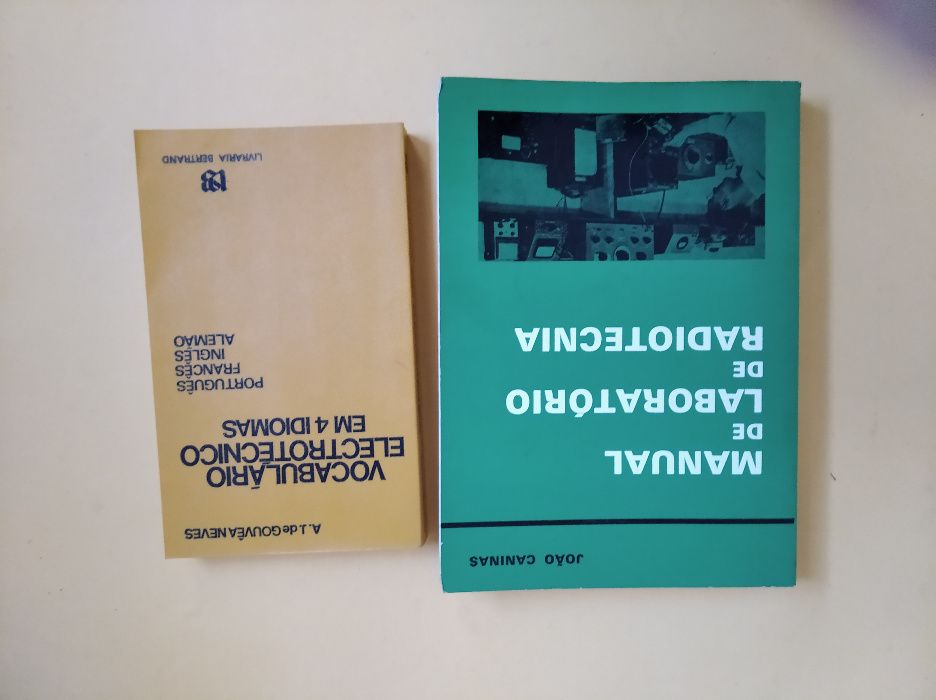 A. J. de GOUVÊA NEVES
VOCABULÁRIO
ELECTROTÉCNICO
EM 4 IDIOMAS
PORTUGUÊS
FRANCÊS
INGLÊS
ALEMÃO
LIVRARIA BERTRAND
JOÃO CANINAS
MANUAL
DE
LABORATÓRIO
DE
RADIOTECNIA